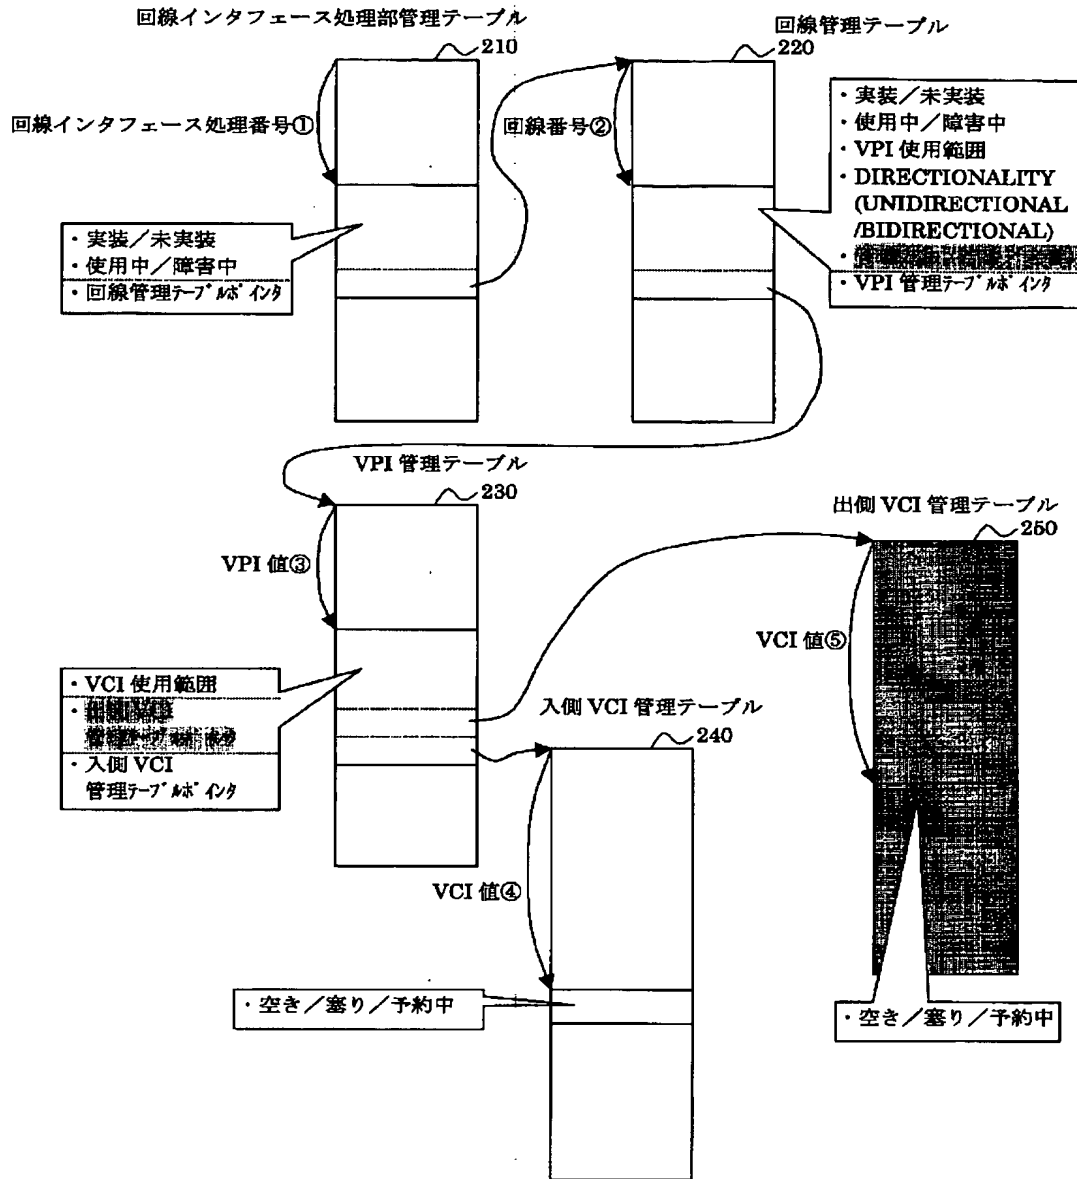 回線インタフェース処理部管理テーブル
210
回線管理テーブル
220
回線インタフェース処理番号①
回線番号②
・実装/未実装
・使用中/障害中
・回線管理テーブルポインタ
・実装/未実装
・使用中/障害中
・VPI 使用範囲
・DIRECTIONALITY
(UNIDIRECTIONAL
/BIDIRECTIONAL)
・VPI 管理テーブルポインタ
VPI 管理テーブル
230
VPI 値③
・VCI 使用範囲
・入側 VCI
管理テーブルポインタ
出側 VCI 管理テーブル
250
VCI 値⑤
入側 VCI 管理テーブル
240
VCI 値④
・空き/塞り/予約中
・空き/塞り/予約中